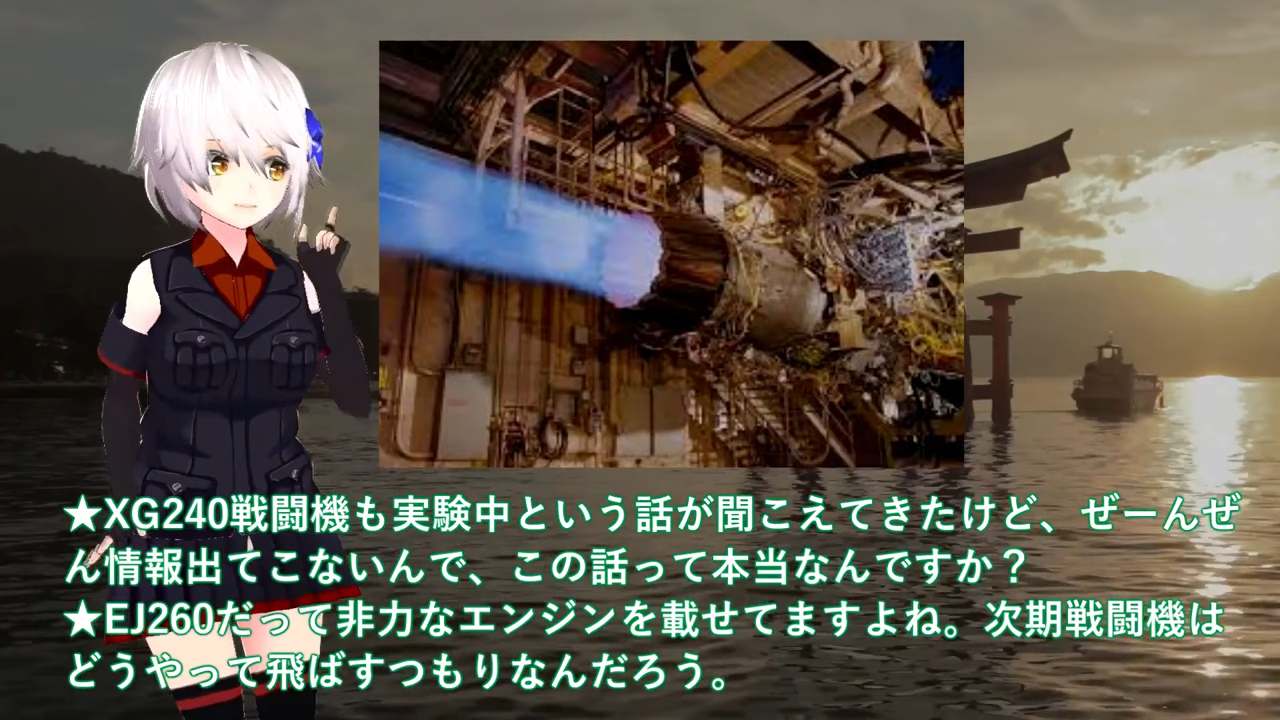 ★XG240戦闘機も実験中という話が聞こえてきたけど、ぜーんぜ
ん情報出てこないんで、この話って本当なんですか？
★EJ260だって非力なエンジンを載せてますよね。次期戦闘機は
どうやって飛ばすつもりなんだろう。